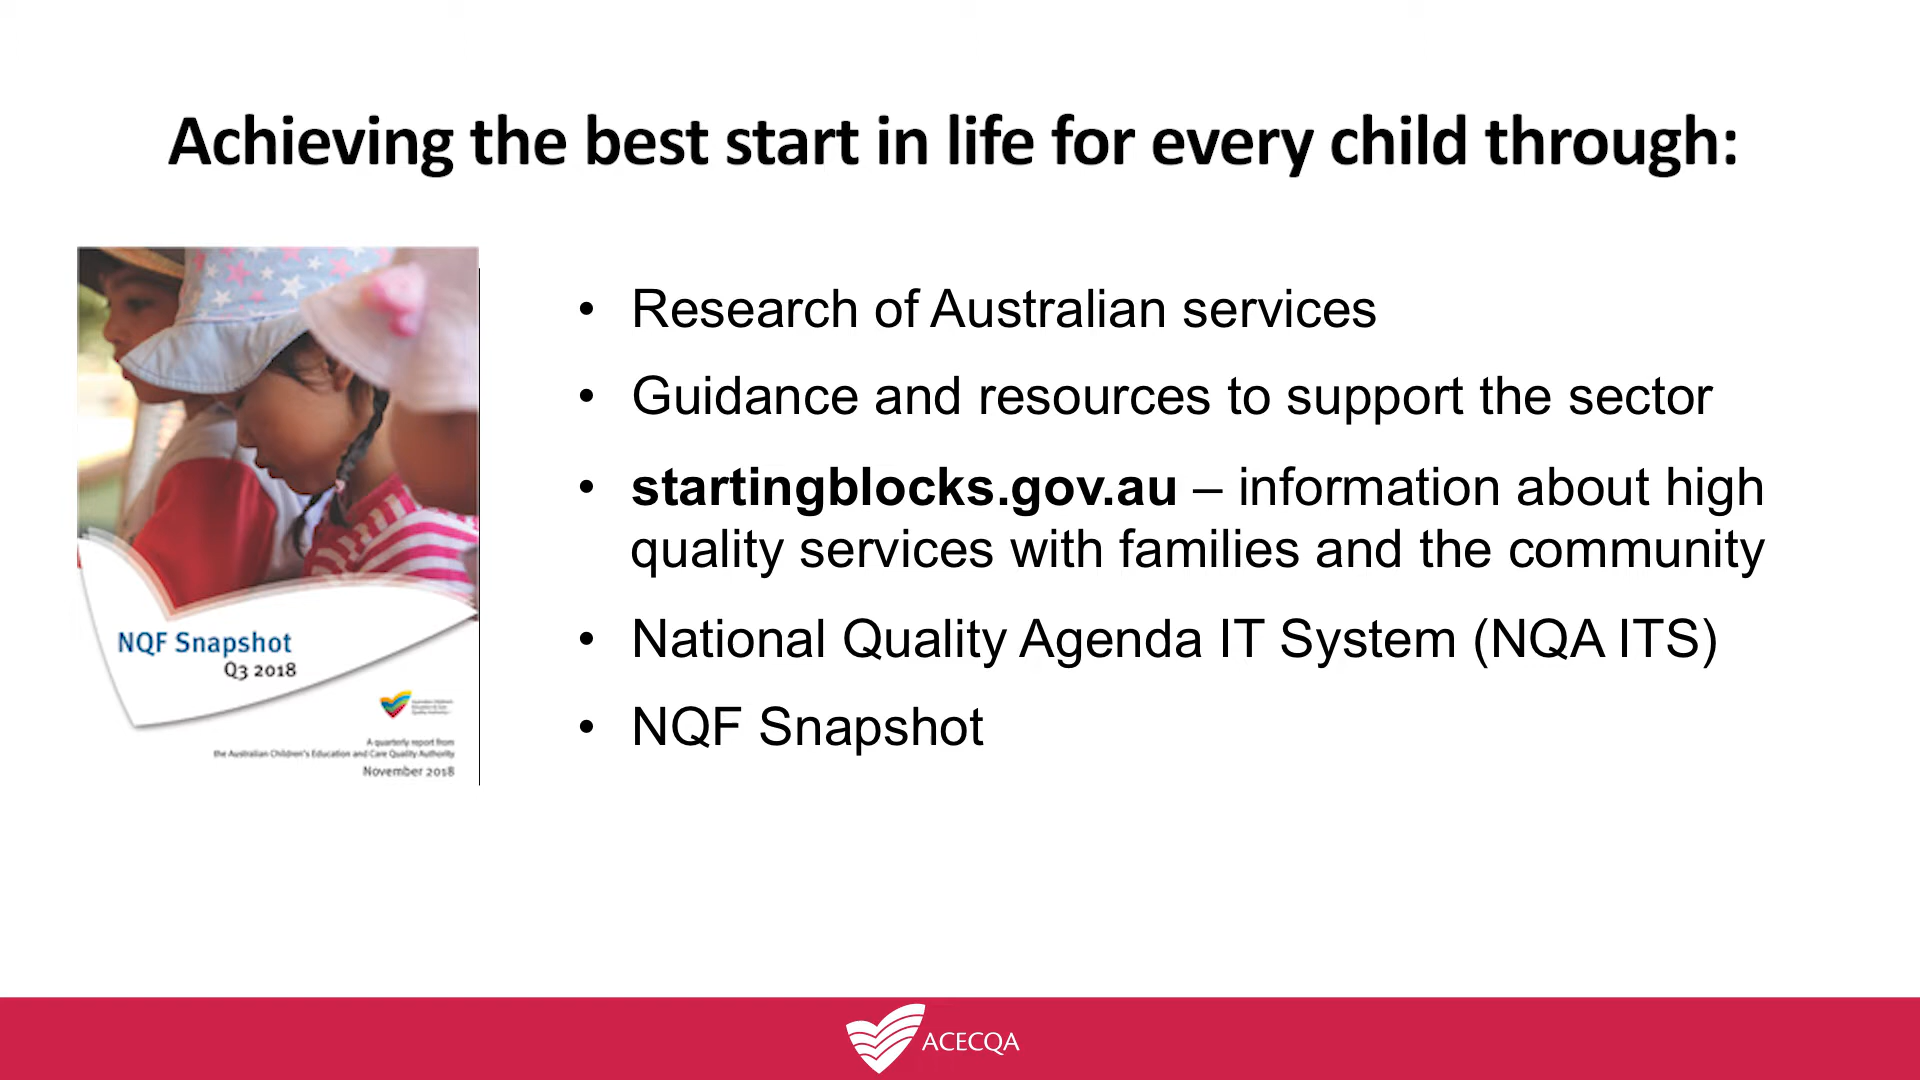 Achieving the best start in life for every child through:
• Research of Australian services
• Guidance and resources to support the sector
• startingblocks.gov.au – information about high
quality services with families and the community
• National Quality Agenda IT System (NQA ITS)
• NQF Snapshot
NQF Snapshot
Q3 2018
A quarterly report from
the Australian Children's Education and Care Quality Authority
November 2018
ACECQA